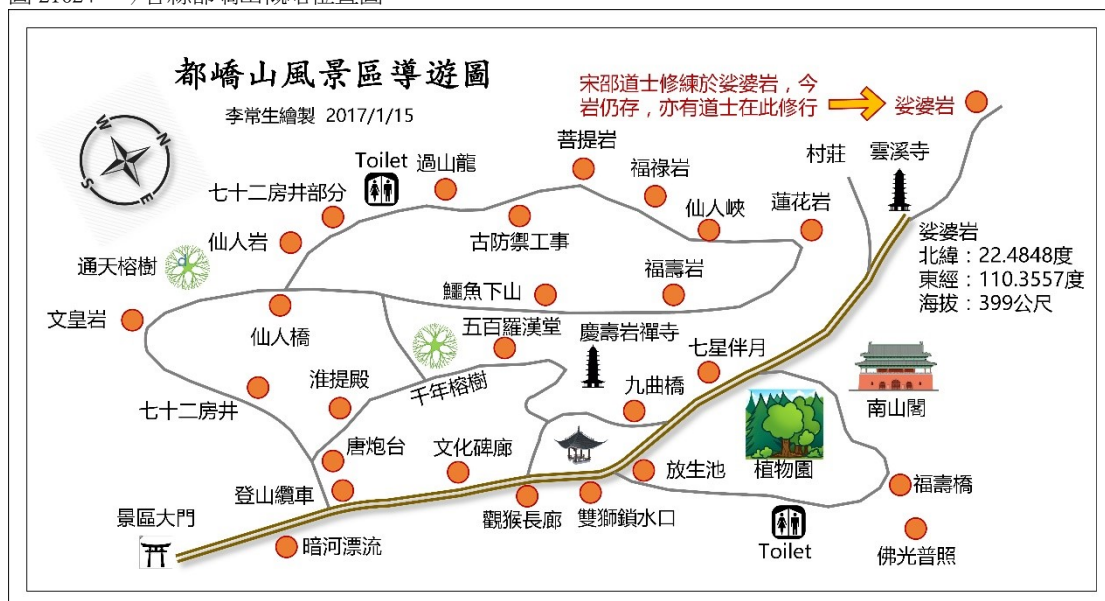 都嶠山風景區導遊圖
李常生繪製 2017/1/15
宋邵道士修練於娑婆岩，今
岩仍存，亦有道士在此修行
娑婆岩
N
W
E
S
Toilet
過山龍
菩提岩
福祿岩
村莊
雲溪寺
七十二房井部分
仙人峽
蓮花岩
仙人岩
古防禦工事
娑婆岩
北緯：22.4848度
東經：110.3557度
海拔：399公尺
通天榕樹
福壽岩
鱷魚下山
文皇岩
仙人橋
五百羅漢堂
慶壽岩禪寺
七星伴月
千年榕樹
九曲橋
七十二房井
淮提殿
南山閣
唐炮台
文化碑廊
放生池
植物園
登山纜車
福壽橋
景區大門
觀猴長廊
雙獅鎖水口
暗河漂流
Toilet
佛光普照